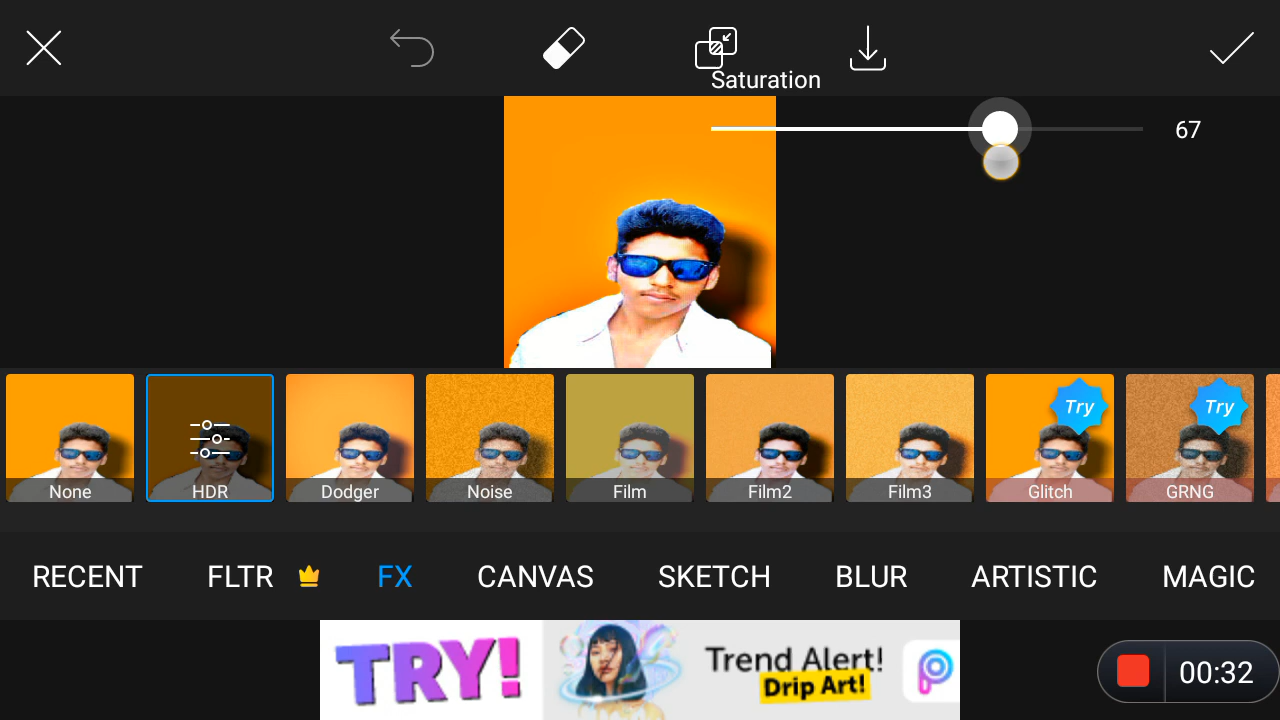 Saturation
67
None
HDR
Dodger
Noise
Film
Film2
Film3
Try
Glitch
Try
GRNG
RECENT FLTR FX CANVAS SKETCH BLUR ARTISTIC MAGIC
TRY!
Trend Alert!
Drip Art!
00:32